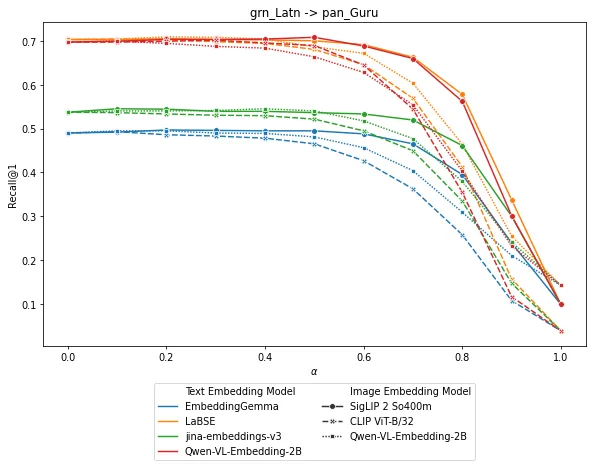 grn_Latn -> pan_Guru
Recall@1
0.7
0.6
0.5
0.4
0.3
0.2
0.1
0.0 0.2 0.4 0.6 0.8 1.0
α
Text Embedding Model
EmbeddingGemma
LaBSE
jina-embeddings-v3
Qwen-VL-Embedding-2B
Image Embedding Model
SigLIP 2 So400m
CLIP ViT-B/32
Qwen-VL-Embedding-2B